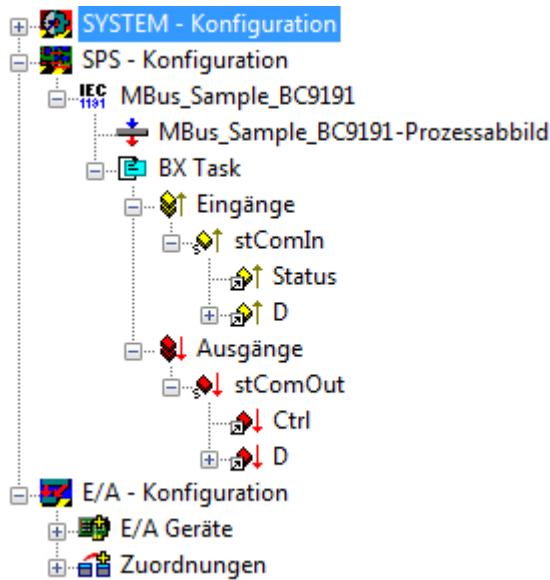 SYSTEM - Konfiguration
SPS - Konfiguration
IEC 1131 MBus_Sample_BC9191
MBus_Sample_BC9191-Prozessabbild
BX Task
Eingänge
stComIn
Status
D
Ausgänge
stComOut
Ctrl
D
E/A - Konfiguration
E/A Geräte
Zuordnungen